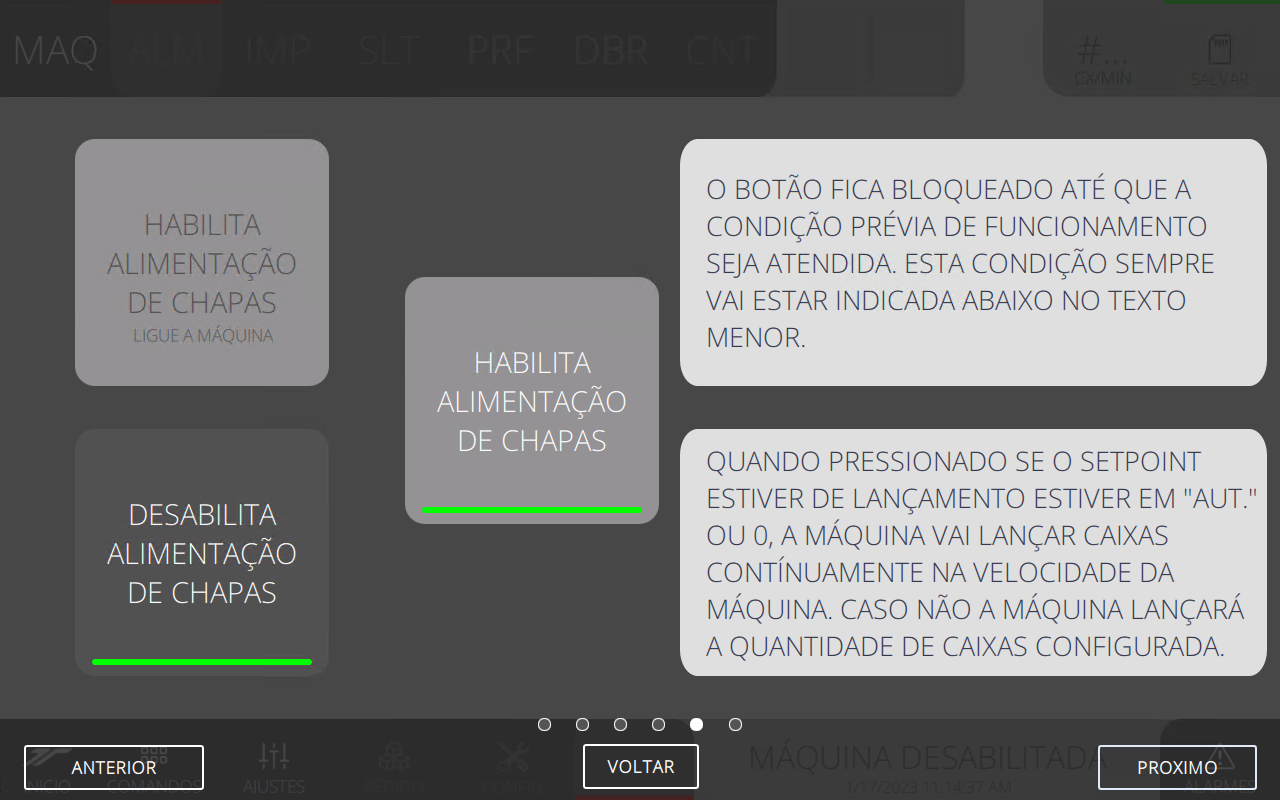 MAQ ALM IMP SLT PRF DBR CNT
#...
CX/MIN
SALVAR
HABILITA
ALIMENTAÇÃO
DE CHAPAS
LIGUE A MÁQUINA
HABILITA
ALIMENTAÇÃO
DE CHAPAS
O BOTÃO FICA BLOQUEADO ATÉ QUE A
CONDIÇÃO PRÉVIA DE FUNCIONAMENTO
SEJA ATENDIDA. ESTA CONDIÇÃO SEMPRE
VAI ESTAR INDICADA ABAIXO NO TEXTO
MENOR.
DESABILITA
ALIMENTAÇÃO
DE CHAPAS
QUANDO PRESSIONADO SE O SETPOINT
ESTIVER DE LANÇAMENTO ESTIVER EM "AUT."
OU 0, A MÁQUINA VAI LANÇAR CAIXAS
CONTÍNUAMENTE NA VELOCIDADE DA
MÁQUINA. CASO NÃO A MÁQUINA LANÇARÁ
A QUANTIDADE DE CAIXAS CONFIGURADA.
ANTERIOR
VOLTAR
PROXIMO
MÁQUINA DESABILITADA
1/17/2023 11:14:37 AM
INICIO
COMANDOS
AJUSTES
PEDIDO
CONFIG
ALARMES